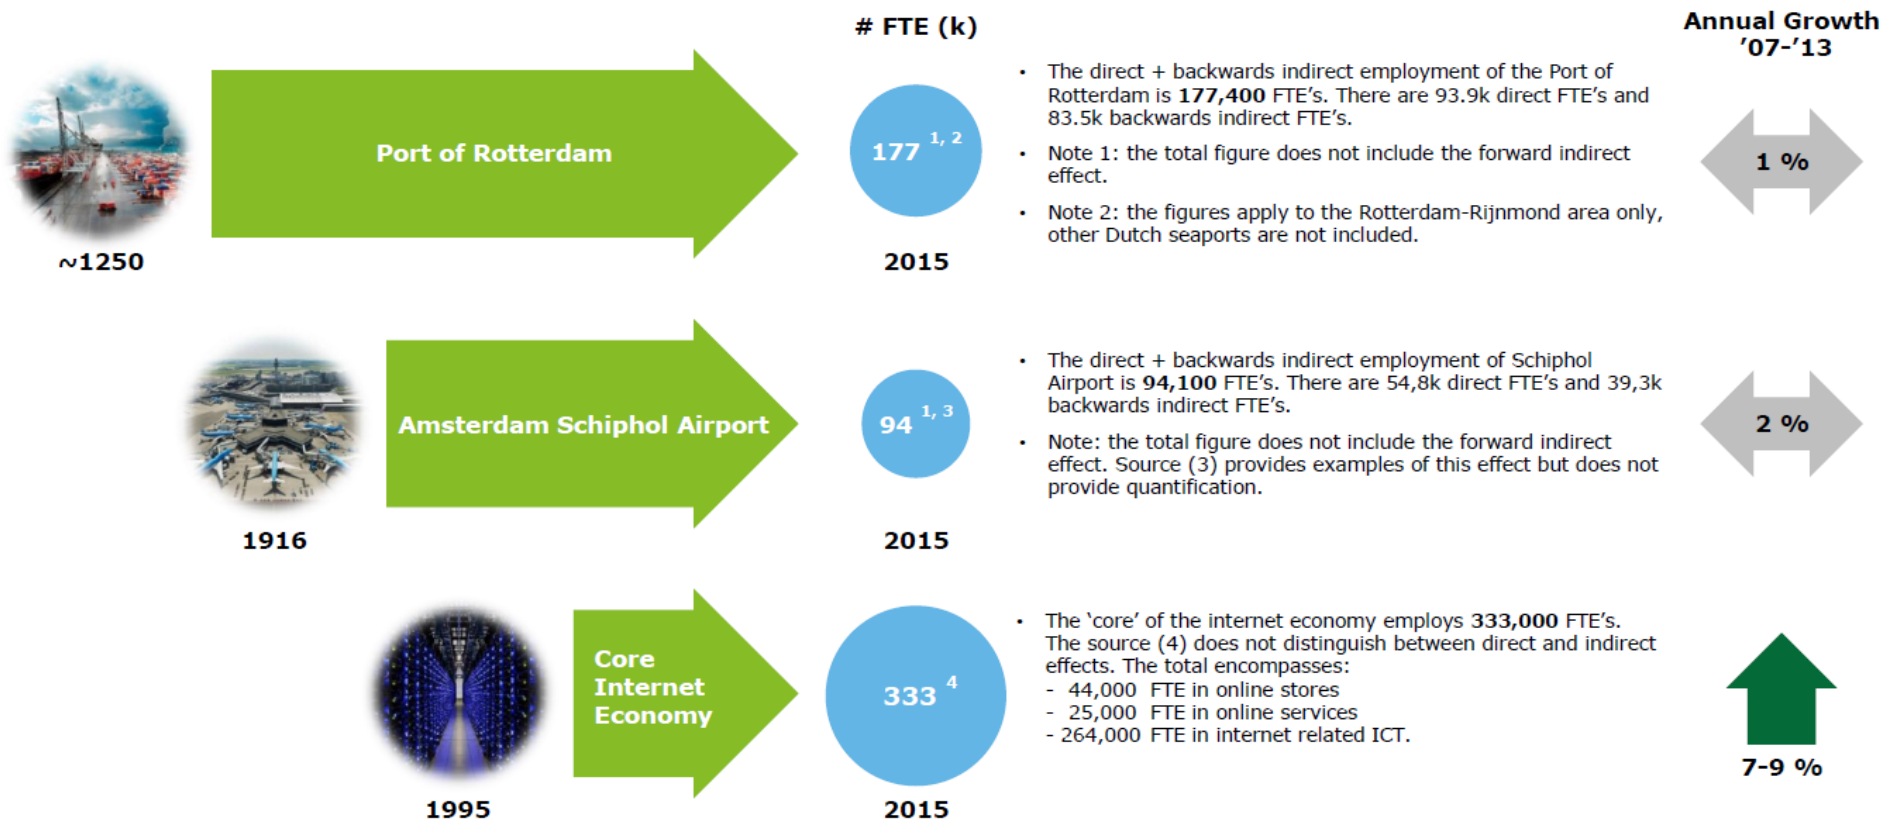 # FTE (k)
Annual Growth
’07-’13
Port of Rotterdam
177 1, 2
• The direct + backwards indirect employment of the Port of
Rotterdam is 177,400 FTE’s. There are 93.9k direct FTE’s and
83.5k backwards indirect FTE’s.
• Note 1: the total figure does not include the forward indirect
effect.
• Note 2: the figures apply to the Rotterdam-Rijnmond area only,
other Dutch seaports are not included.
1 %
~1250
2015
Amsterdam Schiphol Airport
94 1, 3
• The direct + backwards indirect employment of Schiphol
Airport is 94,100 FTE’s. There are 54,8k direct FTE’s and 39,3k
backwards indirect FTE’s.
• Note: the total figure does not include the forward indirect
effect. Source (3) provides examples of this effect but does not
provide quantification.
2 %
1916
2015
Core
Internet
Economy
333 4
• The ‘core’ of the internet economy employs 333,000 FTE’s.
The source (4) does not distinguish between direct and indirect
effects. The total encompasses:
- 44,000 FTE in online stores
- 25,000 FTE in online services
- 264,000 FTE in internet related ICT.
7-9 %
1995
2015